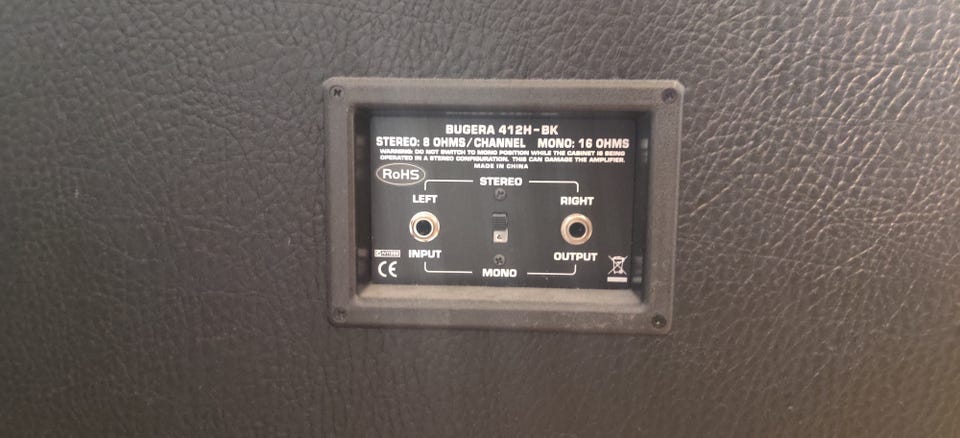 BUGERA 412H-BK
STEREO: 8 OHMS/CHANNEL MONO: 16 OHMS
WARNING: DO NOT SWITCH TO MONO POSITION WHILE THE CABINET IS BEING
OPERATED IN A STEREO CONFIGURATION. THIS CAN DAMAGE THE AMPLIFIER.
MADE IN CHINA
RoHS
STEREO
LEFT RIGHT
INPUT OUTPUT
MONO
CE